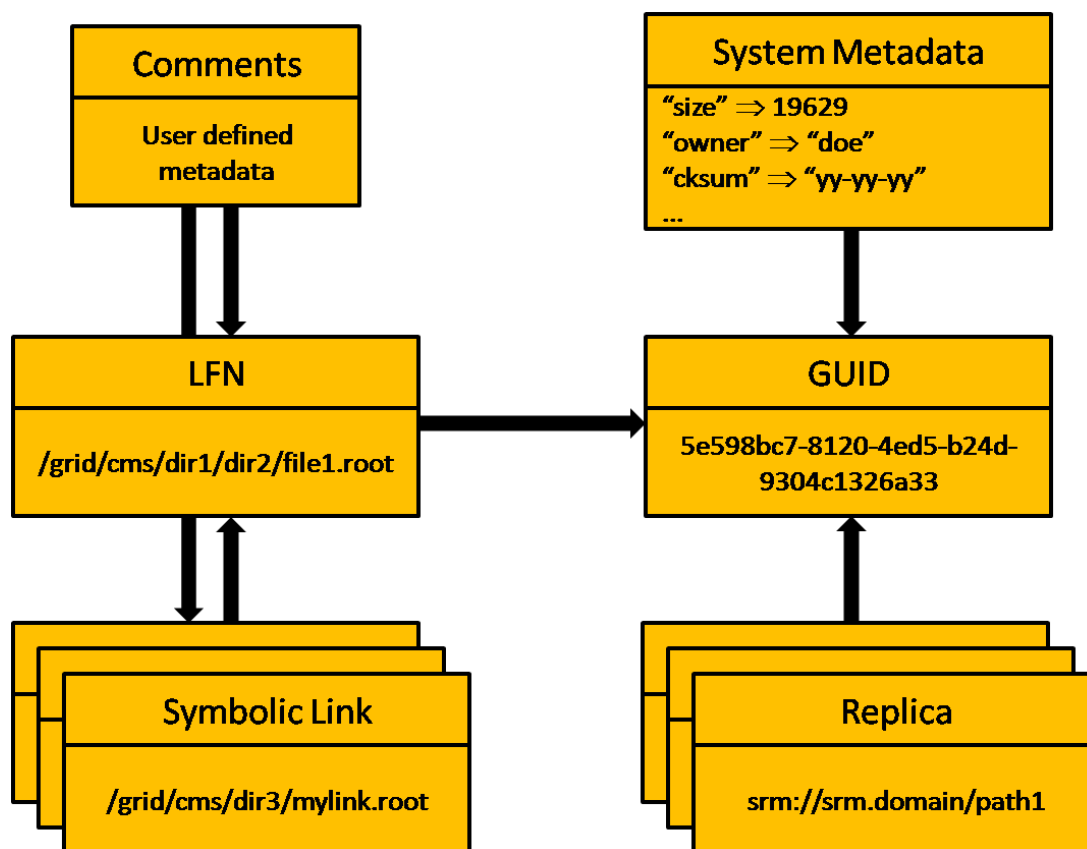 Comments
User defined
metadata
System Metadata
“size” ⇒ 19629
“owner” ⇒ “doe”
“cksum” ⇒ “yy-yy-yy”
...
LFN
/grid/cms/dir1/dir2/file1.root
GUID
5e598bc7-8120-4ed5-b24d-
9304c1326a33
Symbolic Link
/grid/cms/dir3/mylink.root
Replica
srm://srm.domain/path1